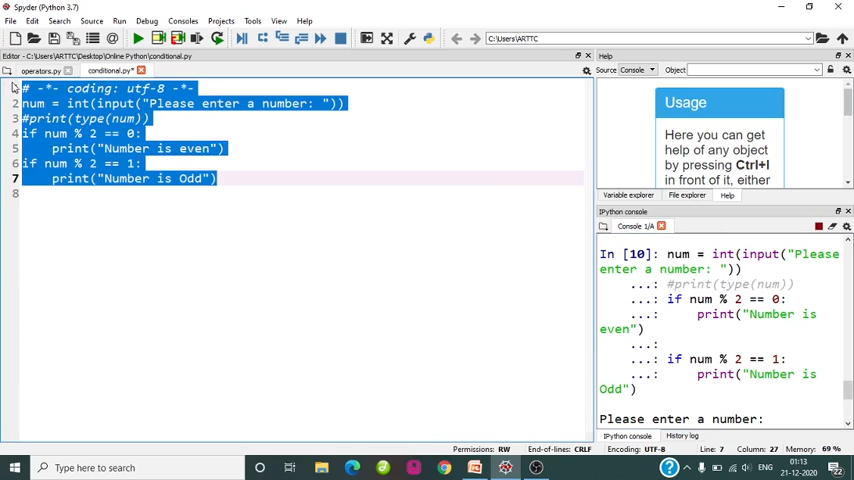 Spyder (Python 3.7)
File Edit Search Source Run Debug Consoles Projects Tools View Help
C:\Users\ARTTC
Editor - C:\Users\ARTTC\Desktop\Online Python\conditional.py
operators.py
conditional.py*
1 # -*- coding: utf-8 -*-
2 num = int(input("Please enter a number: "))
3 #print(type(num))
4 if num % 2 == 0:
5 print("Number is even")
6 if num % 2 == 1:
7 print("Number is Odd")
8
Help
Source Console Object
Usage
Here you can get
help of any object
by pressing Ctrl+I
in front of it, either
Variable explorer File explorer Help
IPython console
Console 1/A
In [10]: num = int(input("Please
enter a number: "))
...: #print(type(num))
...: if num % 2 == 0:
...: print("Number is
even")
...:
...: if num % 2 == 1:
...: print("Number is
Odd")
Please enter a number:
IPython console History log
Permissions: RW End-of-lines: CRLF Encoding: UTF-8 Line: 7 Column: 27 Memory: 69 %
Type here to search
ENG
01:13
21-12-2020
22